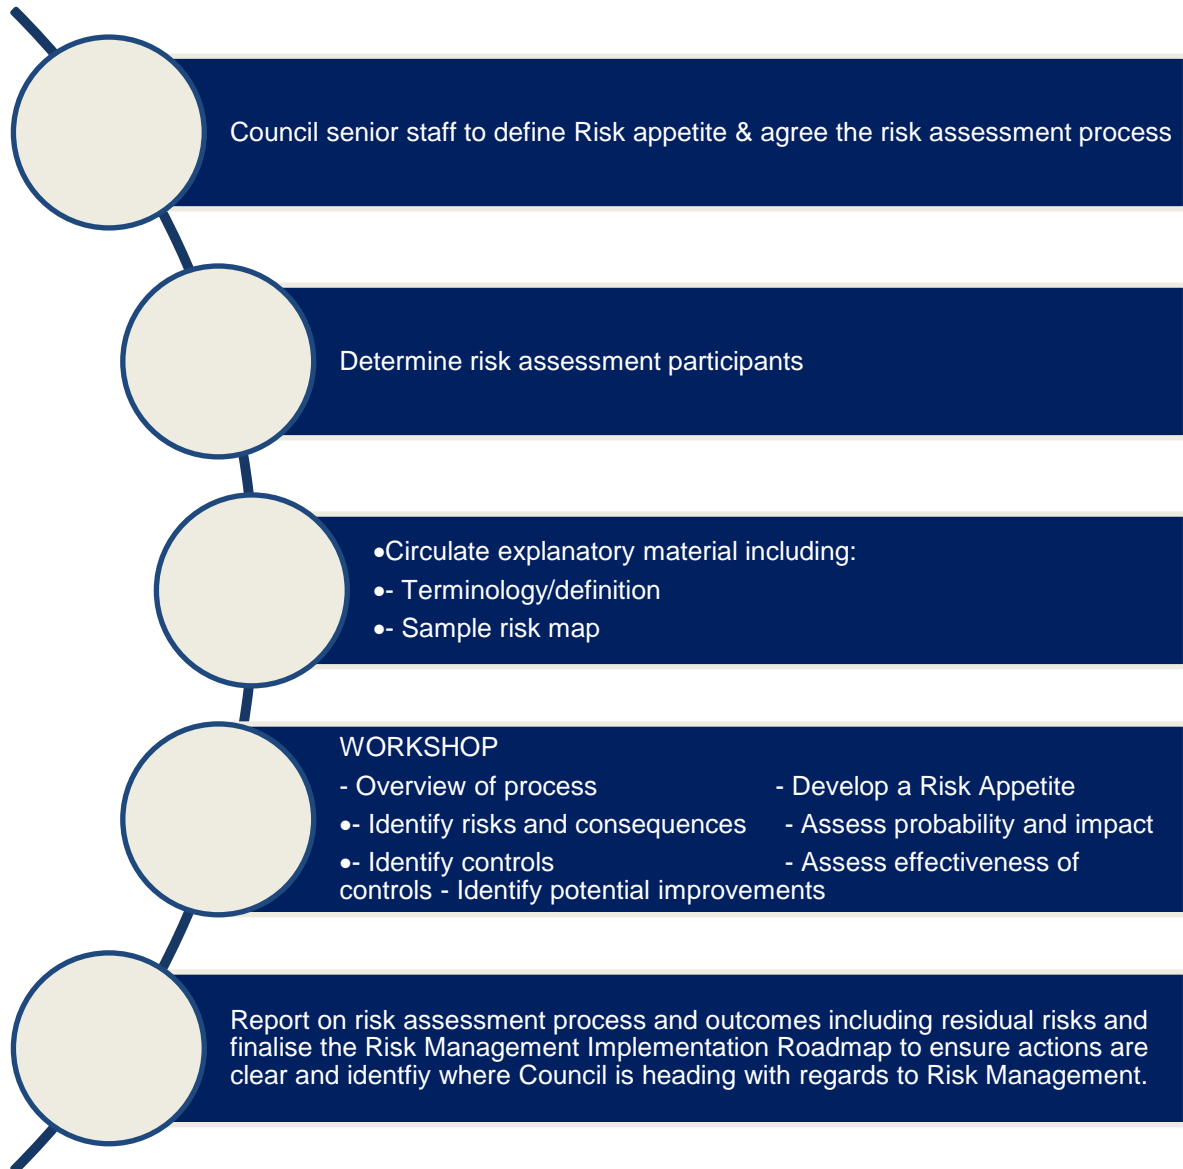 Council senior staff to define Risk appetite & agree the risk assessment process
Determine risk assessment participants
•Circulate explanatory material including:
•- Terminology/definition
•- Sample risk map
WORKSHOP
- Overview of process - Develop a Risk Appetite
•- Identify risks and consequences - Assess probability and impact
•- Identify controls - Assess effectiveness of
controls - Identify potential improvements
Report on risk assessment process and outcomes including residual risks and
finalise the Risk Management Implementation Roadmap to ensure actions are
clear and identfiy where Council is heading with regards to Risk Management.